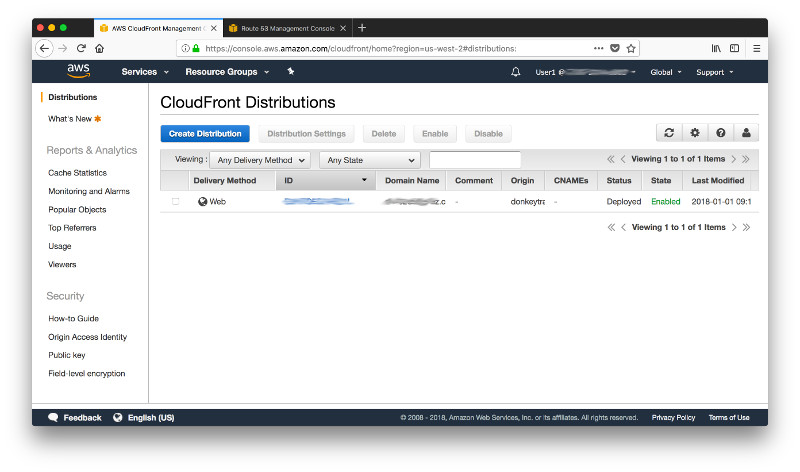 AWS CloudFront Management C
Route 53 Management Console
https://console.aws.amazon.com/cloudfront/home?region=us-west-2#distributions:
aws Services Resource Groups User1 @ Global Support
Distributions
What's New
Reports & Analytics
Cache Statistics
Monitoring and Alarms
Popular Objects
Top Referrers
Usage
Viewers
Security
How-to Guide
Origin Access Identity
Public key
Field-level encryption
CloudFront Distributions
Create Distribution Distribution Settings Delete Enable Disable
Viewing : Any Delivery Method Any State Viewing 1 to 1 of 1 Items
Delivery Method ID Domain Name Comment Origin CNAMEs Status State Last Modified
Web z.c - donkeytra - Deployed Enabled 2018-01-01 09:1
Viewing 1 to 1 of 1 Items
Feedback English (US) © 2008 - 2018, Amazon Web Services, Inc. or its affiliates. All rights reserved. Privacy Policy Terms of Use